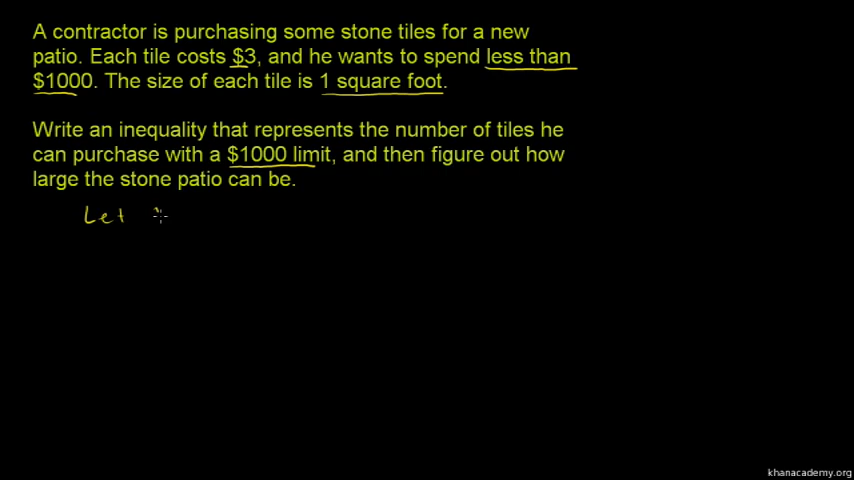 A contractor is purchasing some stone tiles for a new
patio. Each tile costs $3, and he wants to spend less than
$1000. The size of each tile is 1 square foot.
Write an inequality that represents the number of tiles he
can purchase with a $1000 limit, and then figure out how
large the stone patio can be.
Let
khanacademy.org